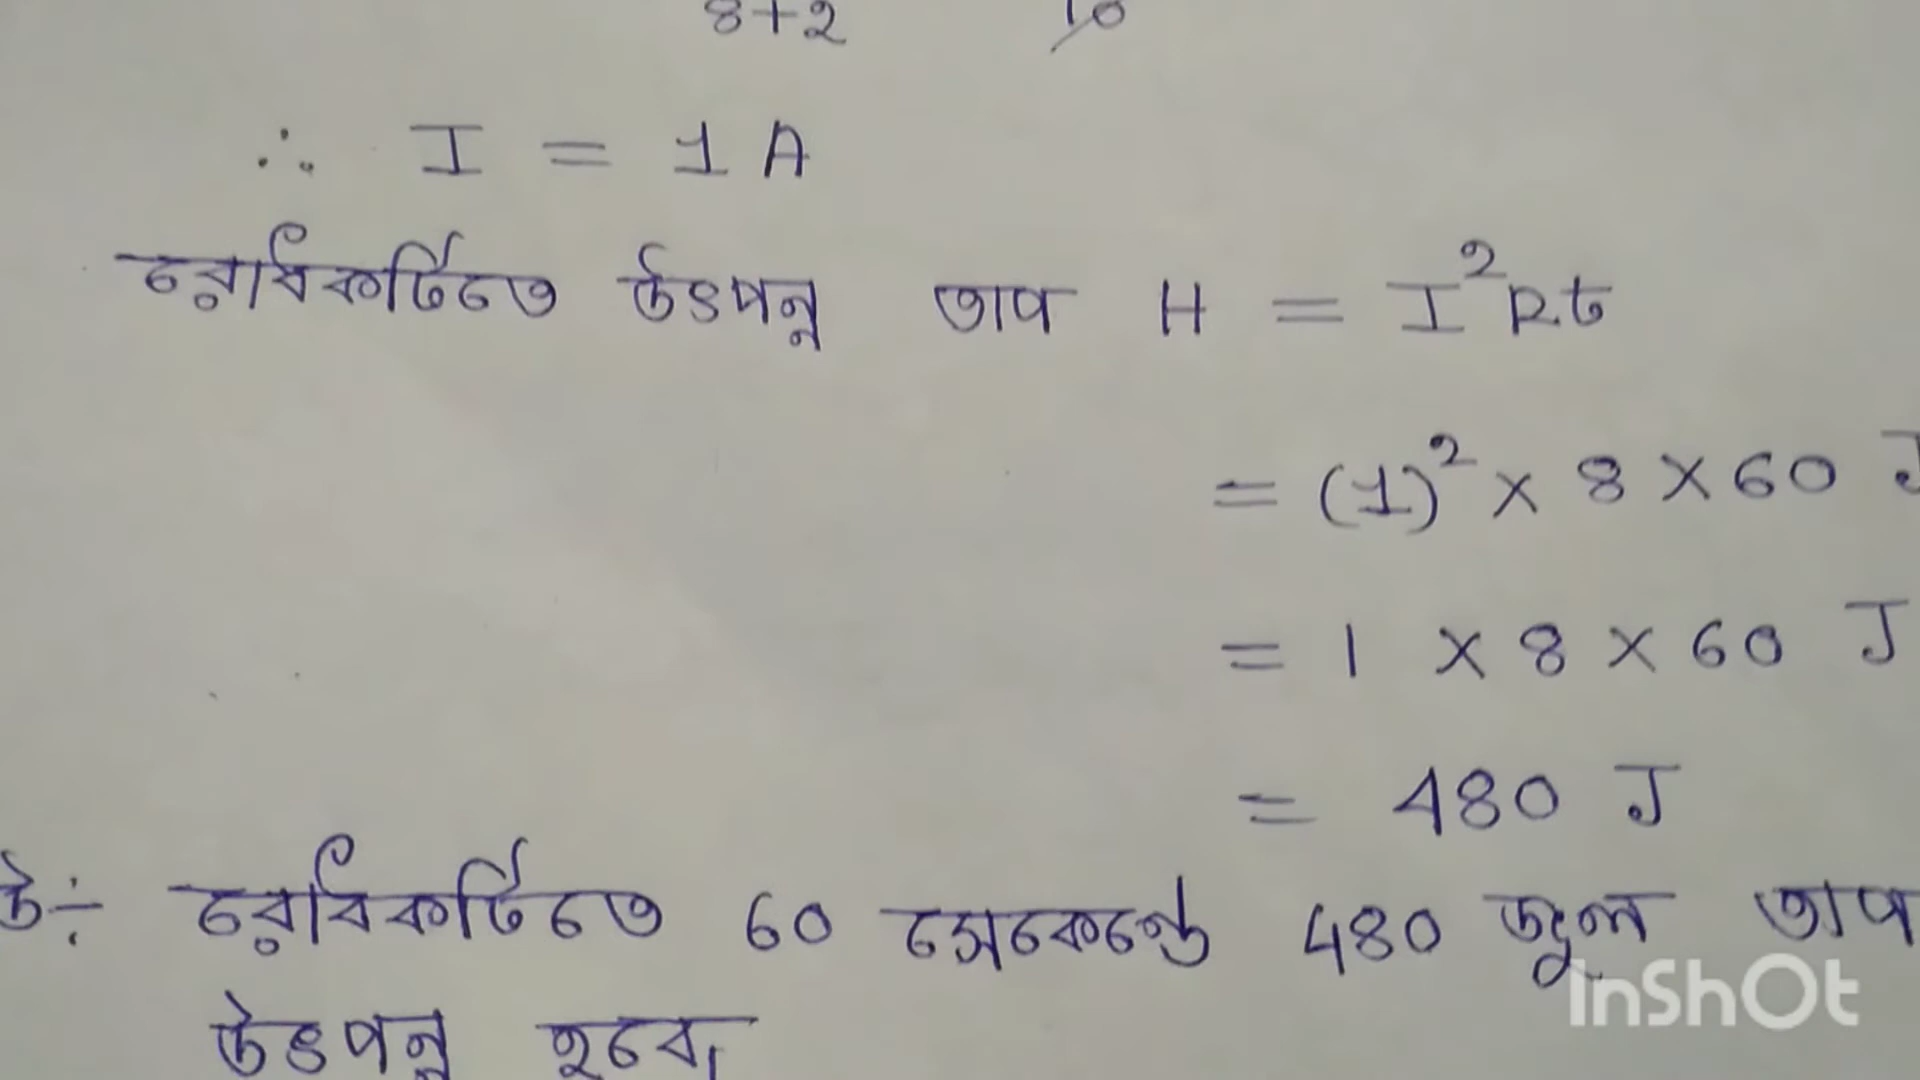 8+2 10
∴ I = 1 A
রোধকটিতে উৎপন্ন তাপ H = I²Rt
= (1)² × 8 × 60 J
= 1 × 8 × 60 J
= 480 J
উঃ- রোধকটিতে 60 সেকেন্ডে 480 জুল তাপ
উৎপন্ন হবে।
InShOt